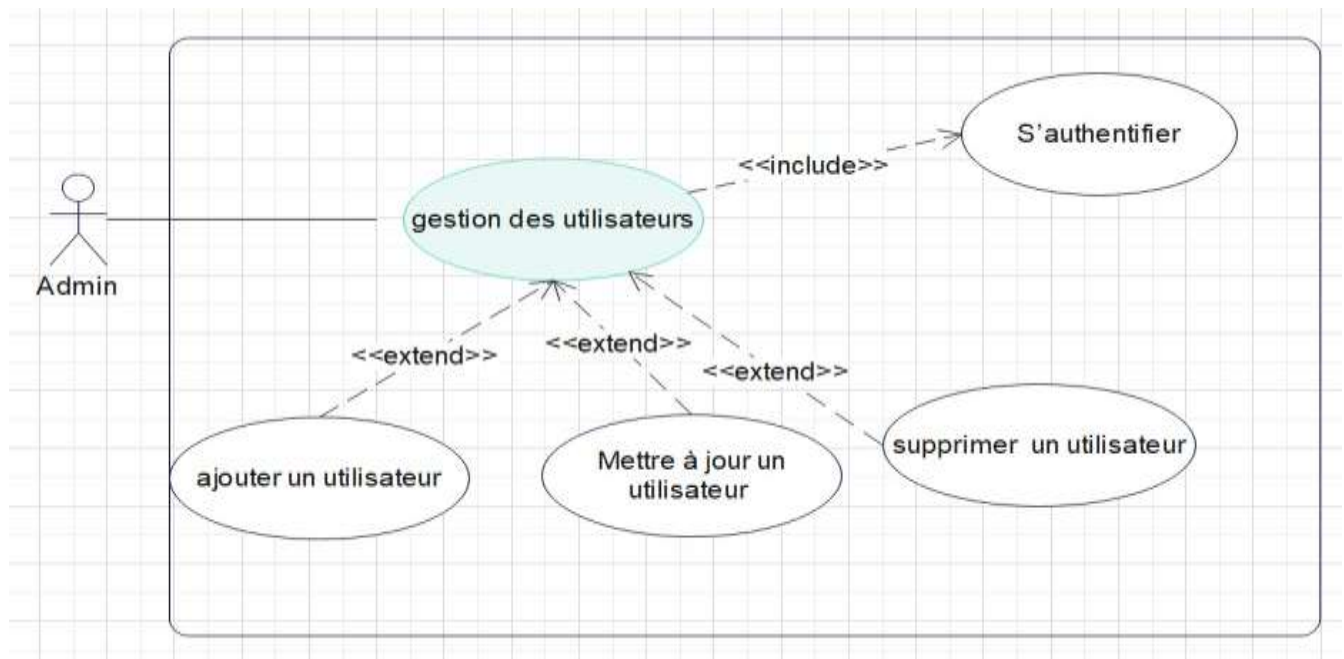 S'authentifier
<<include>>
gestion des utilisateurs
Admin
<<extend>>
<<extend>>
<<extend>>
ajouter un utilisateur
Mettre à jour un
utilisateur
supprimer un utilisateur